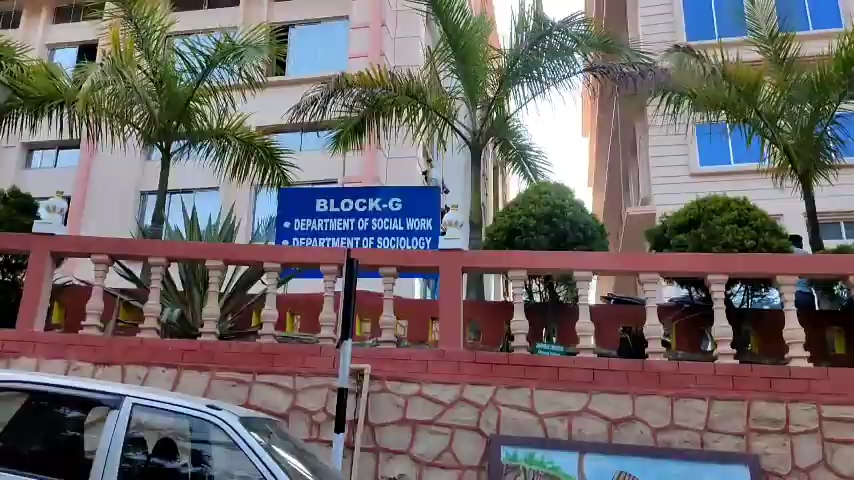 BLOCK-G
• DEPARTMENT OF SOCIAL WORK
• DEPARTMENT OF SOCIOLOGY